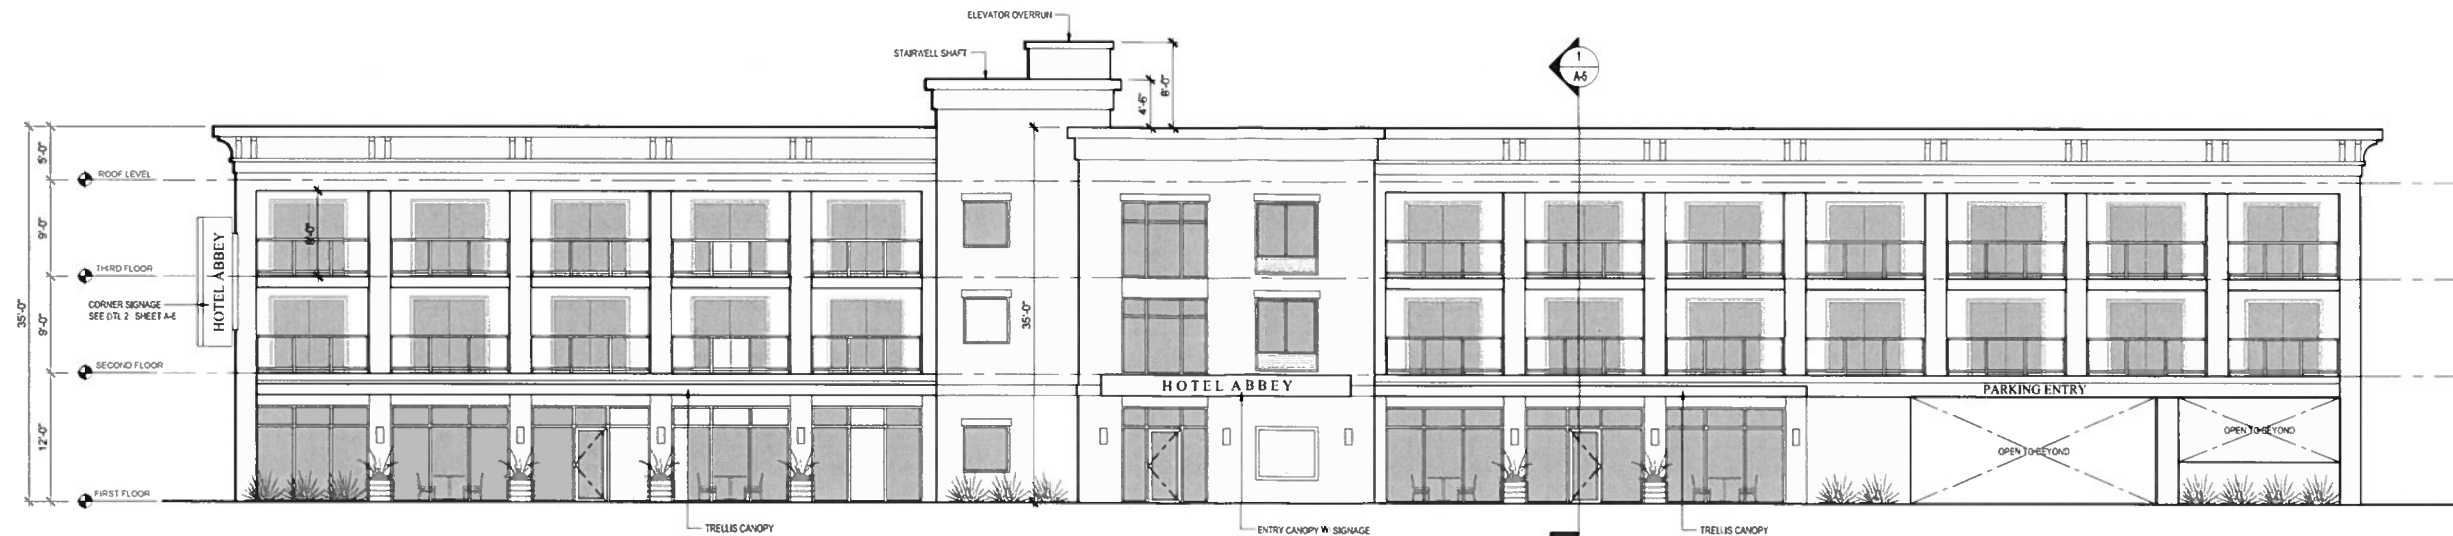 ELEVATOR OVERRUN
STAIRWELL SHAFT
1
A-5
8'-0"
4'-6"
5'-0"
ROOF LEVEL
9'-0"
8'-0"
THIRD FLOOR
HOTEL ABBEY
CORNER SIGNAGE
SEE DTL 2 SHEET A-6
35'-0"
35'-0"
9'-0"
SECOND FLOOR
HOTEL ABBEY
PARKING ENTRY
12'-0"
OPEN TO BEYOND
OPEN TO BEYOND
FIRST FLOOR
TRELLIS CANOPY
ENTRY CANOPY W/ SIGNAGE
TRELLIS CANOPY